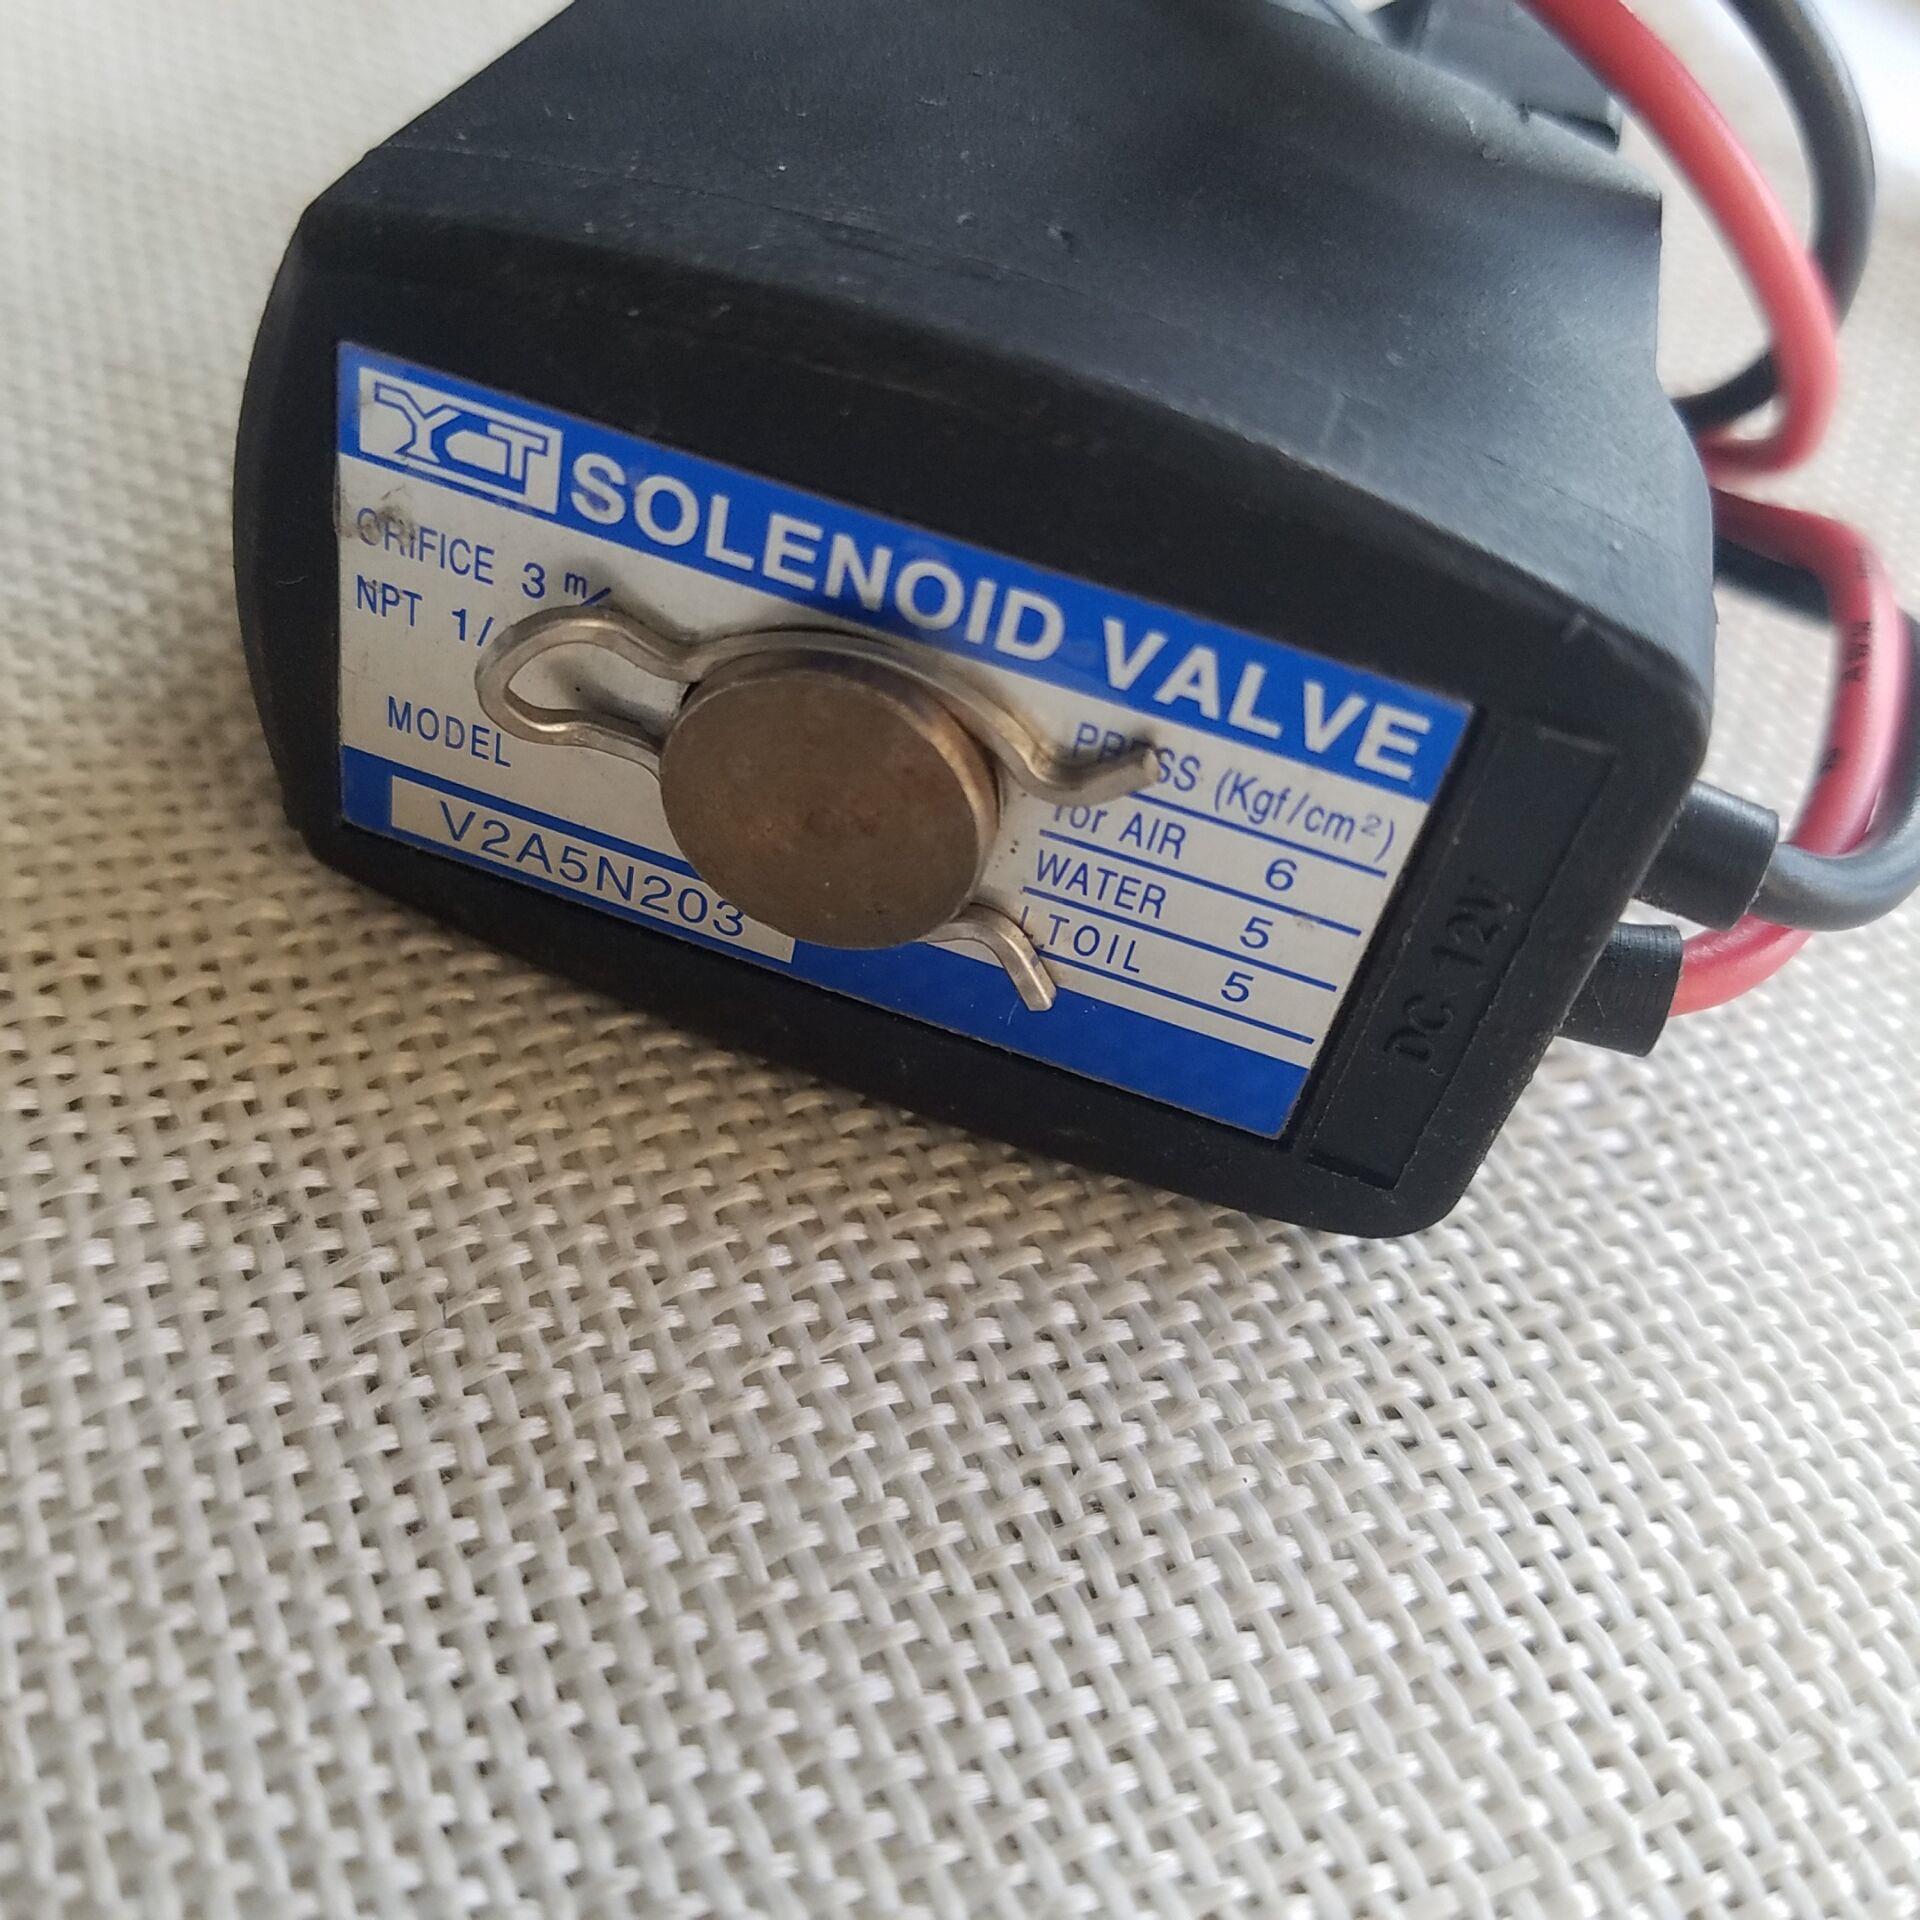 YCT SOLENOID VALVE
ORIFICE 3 m/
NPT 1/
MODEL
V2A5N203
PRESS (Kgf/cm²)
for AIR 6
WATER 5
LTOIL 5
DC 12V